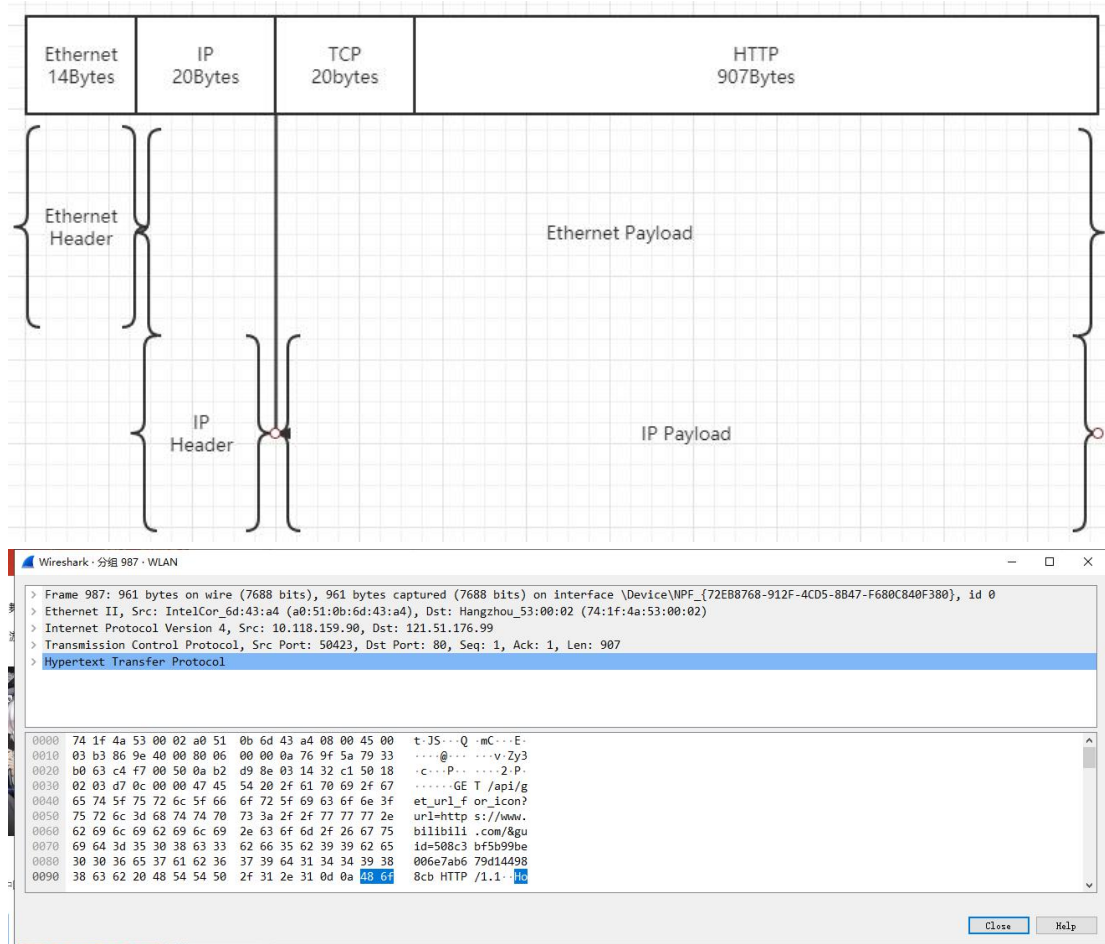 Ethernet
14Bytes
IP
20Bytes
TCP
20bytes
HTTP
907Bytes
Ethernet
Header
Ethernet Payload
IP
Header
IP Payload
Wireshark · 分组 987 · WLAN
> Frame 987: 961 bytes on wire (7688 bits), 961 bytes captured (7688 bits) on interface \Device\NPF_{72EB8768-912F-4CD5-8B47-F680C840F380}, id 0
> Ethernet II, Src: IntelCor_6d:43:a4 (a0:51:0b:6d:43:a4), Dst: Hangzhou_53:00:02 (74:1f:4a:53:00:02)
> Internet Protocol Version 4, Src: 10.118.159.90, Dst: 121.51.176.99
> Transmission Control Protocol, Src Port: 50423, Dst Port: 80, Seq: 1, Ack: 1, Len: 907
> Hypertext Transfer Protocol
0000 74 1f 4a 53 00 02 a0 51 0b 6d 43 a4 08 00 45 00 t·JS···Q ·mC···E·
0010 03 b3 86 9e 40 00 80 06 00 00 0a 76 9f 5a 79 33 ····@··· ···v·Zy3
0020 b0 63 c4 f7 00 50 0a b2 d9 8e 03 14 32 c1 50 18 ·c···P·· ····2·P·
0030 02 03 d7 0c 00 00 47 45 54 20 2f 61 70 69 2f 67 ······GE T /api/g
0040 65 74 5f 75 72 6c 5f 66 6f 72 5f 69 63 6f 6e 3f et_url_f or_icon?
0050 75 72 6c 3d 68 74 74 70 73 3a 2f 2f 77 77 77 2e url=http s://www.
0060 62 69 6c 69 62 69 6c 69 2e 63 6f 6d 2f 26 67 75 bilibili .com/&gu
0070 69 64 3d 35 30 38 63 33 62 66 35 62 39 39 62 65 id=508c3 bf5b99be
0080 30 30 36 65 37 61 62 36 37 39 64 31 34 34 39 38 006e7ab6 79d14498
0090 38 63 62 20 48 54 54 50 2f 31 2e 31 0d 0a 48 6f 8cb HTTP /1.1··Ho
Close
Help